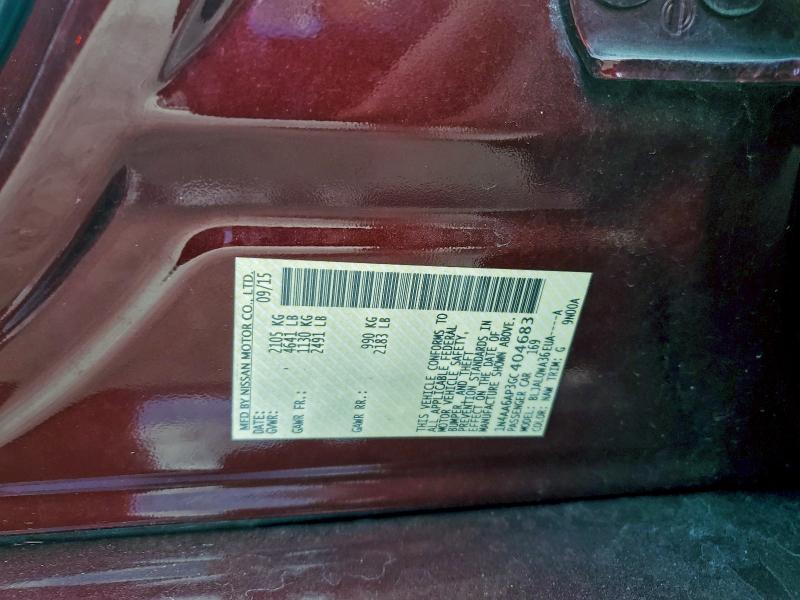 MFD BY NISSAN MOTOR CO., LTD.
DATE: 09/15
GVWR: 2105 KG
4641 LB
GAWR FR.: 1130 KG
2491 LB
GAWR RR.: 990 KG
2183 LB
THIS VEHICLE CONFORMS TO
ALL APPLICABLE FEDERAL
MOTOR VEHICLE SAFETY,
BUMPER, AND THEFT
PREVENTION STANDARDS IN
EFFECT ON THE DATE OF
MANUFACTURE SHOWN ABOVE.
1N4AA6AP3GC404683
PASSENGER CAR 169
MODEL: BLJALQWA36EUA----A
COLOR: NAW TRIM: G 9W00A